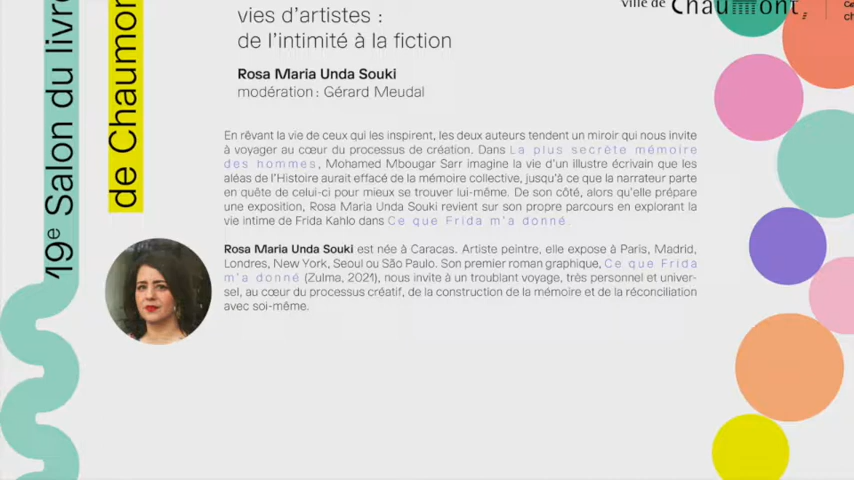 19e Salon du livre
de Chaumon
vies d'artistes :
de l'intimité à la fiction
ville de Chaumont
Rosa Maria Unda Souki
modération : Gérard Meudal
En rêvant la vie de ceux qui les inspirent, les deux auteurs tendent un miroir qui nous invite
à voyager au cœur du processus de création. Dans La plus secrète mémoire
des hommes, Mohamed Mbougar Sarr imagine la vie d'un illustre écrivain que les
aléas de l'Histoire aurait effacé de la mémoire collective, jusqu'à ce que la narrateur parte
en quête de celui-ci pour mieux se trouver lui-même. De son côté, alors qu'elle prépare
une exposition, Rosa Maria Unda Souki revient sur son propre parcours en explorant la
vie intime de Frida Kahlo dans Ce que Frida m'a donné.
Rosa Maria Unda Souki est née à Caracas. Artiste peintre, elle expose à Paris, Madrid,
Londres, New York, Seoul ou São Paulo. Son premier roman graphique, Ce que Frida
m'a donné (Zulma, 2021), nous invite à un troublant voyage, très personnel et univer-
sel, au cœur du processus créatif, de la construction de la mémoire et de la réconciliation
avec soi-même.